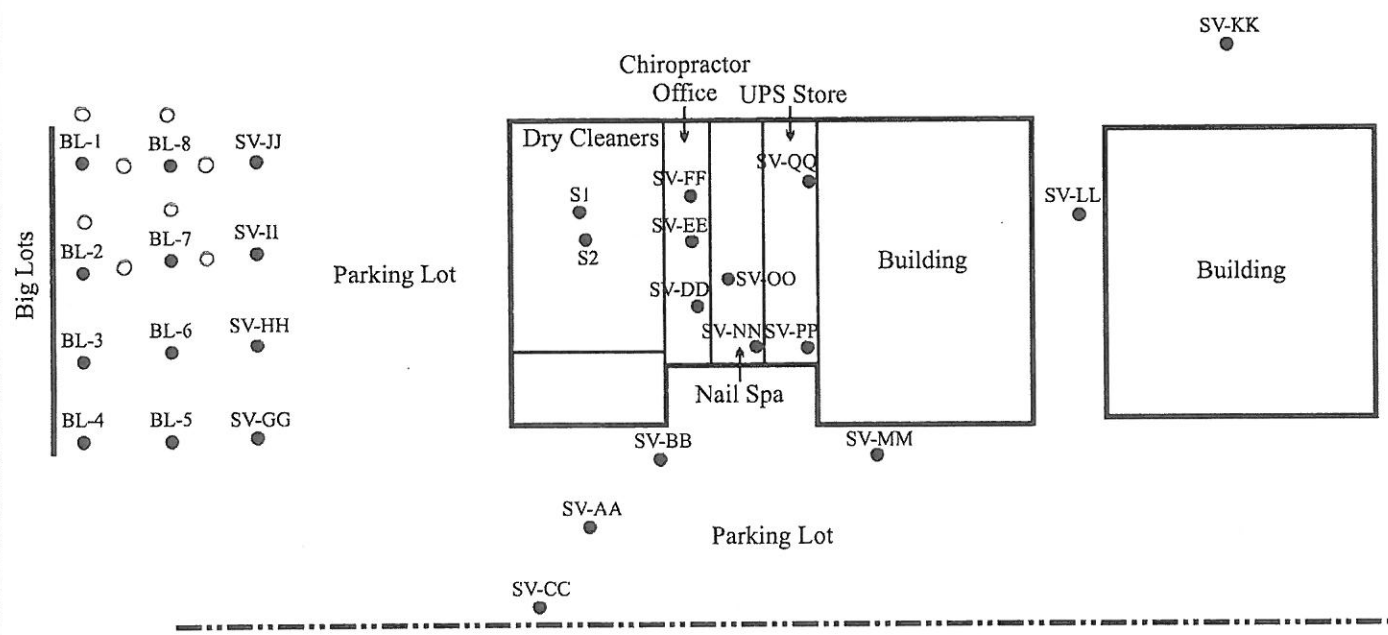 SV-KK
Chiropractor
Office
UPS Store
BL-1
BL-8
SV-JJ
Dry Cleaners
SV-QQ
SV-FF
S1
SV-LL
SV-EE
BL-2
BL-7
SV-II
S2
Big Lots
Parking Lot
Building
Building
SV-DD
SV-OO
BL-3
BL-6
SV-HH
SV-NN
SV-PP
Nail Spa
BL-4
BL-5
SV-GG
SV-BB
SV-MM
SV-AA
Parking Lot
SV-CC